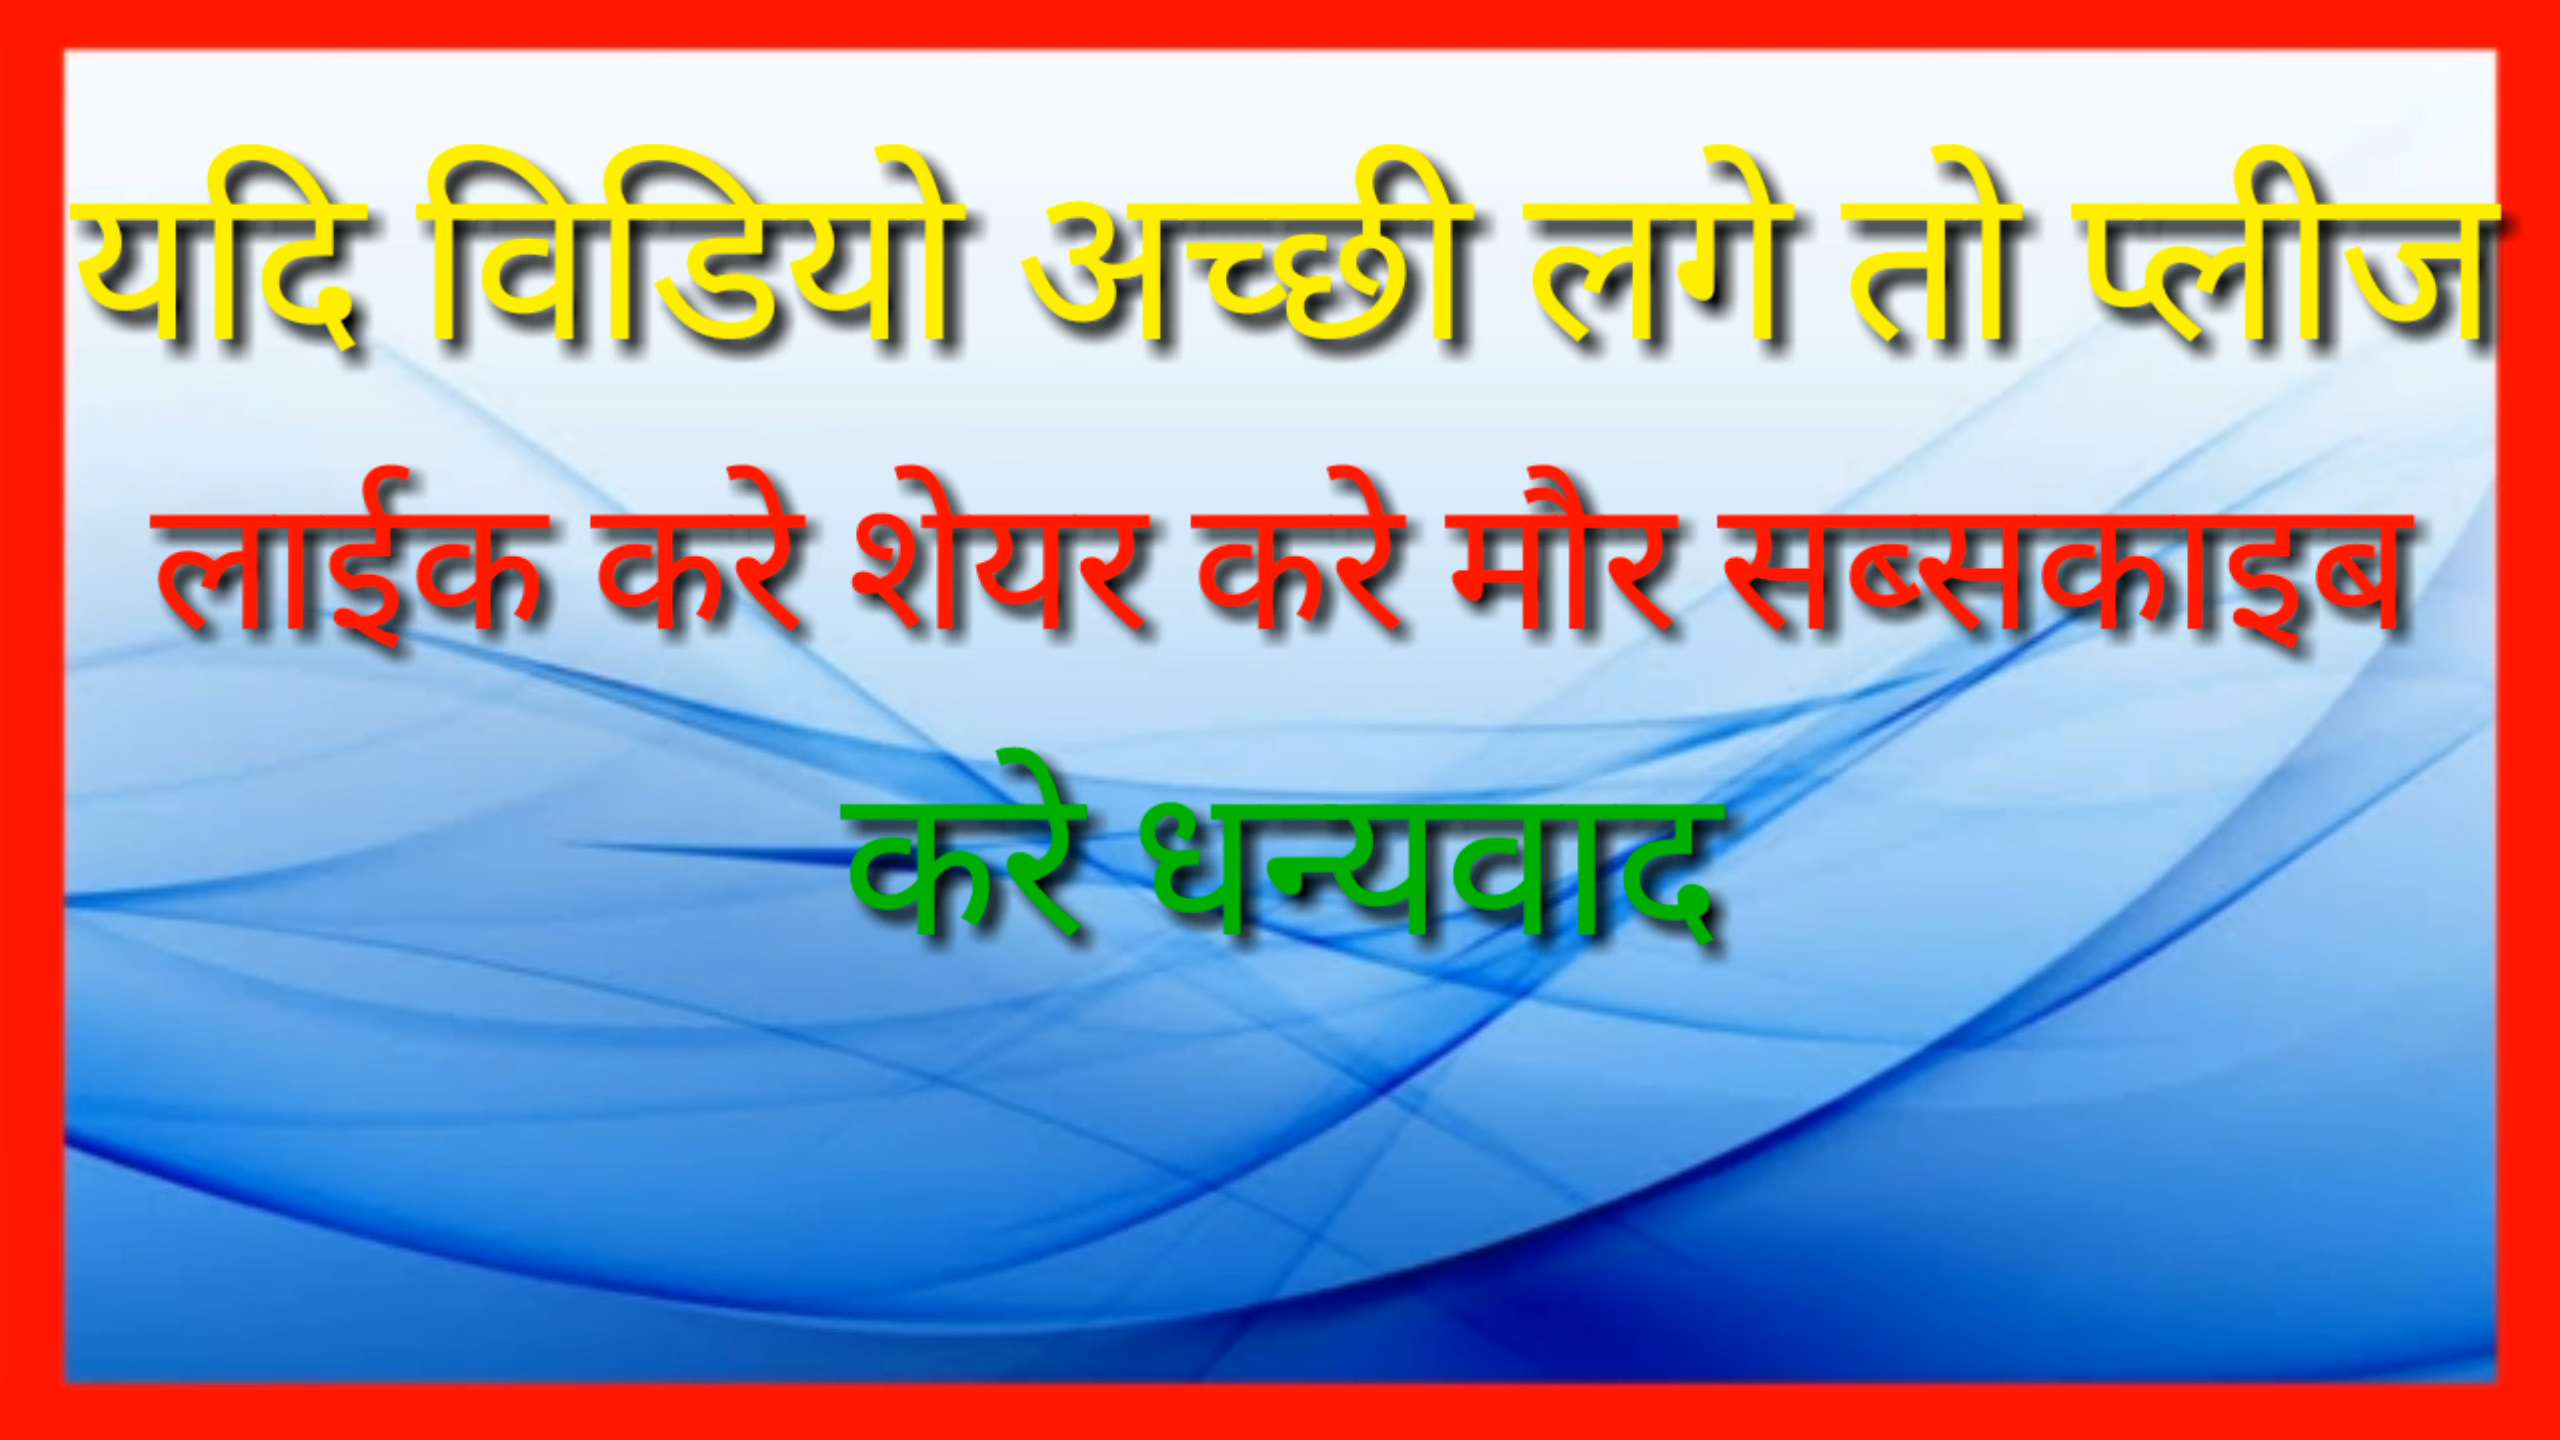 यदि विडियो अच्छी लगे तो प्लीज
लाईक करे शेयर करे मौर सब्सकाइब
करे धन्यवाद